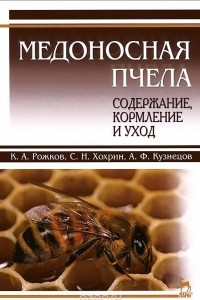 МЕДОНОСНАЯ
ПЧЕЛА
СОДЕРЖАНИЕ,
КОРМЛЕНИЕ
И УХОД
К. А. Рожков, С. Н. Хохрин, А. Ф. Кузнецов